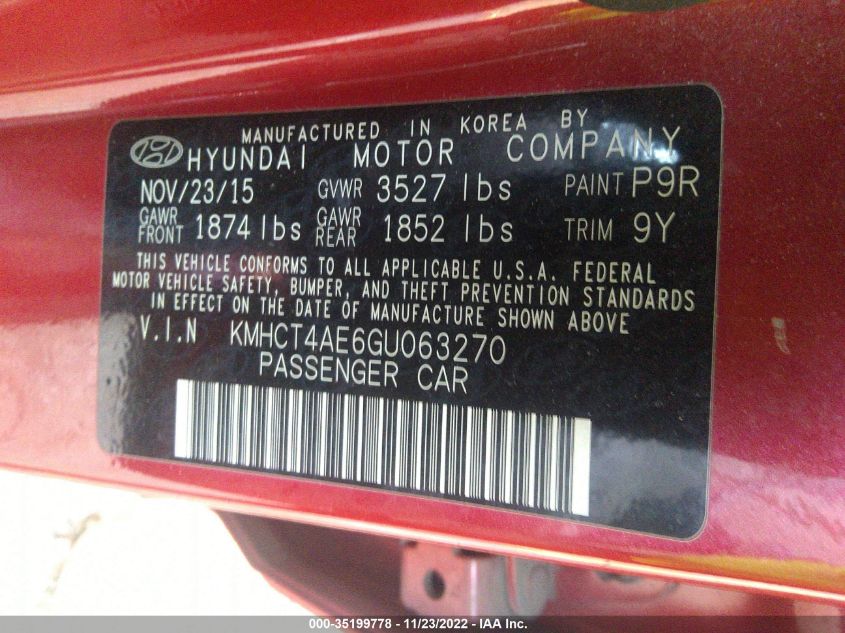 MANUFACTURED IN KOREA BY
HYUNDAI MOTOR COMPANY
NOV/23/15 GVWR 3527 lbs PAINT P9R
GAWR FRONT 1874 lbs GAWR REAR 1852 lbs TRIM 9Y
THIS VEHICLE CONFORMS TO ALL APPLICABLE U.S.A. FEDERAL
MOTOR VEHICLE SAFETY, BUMPER, AND THEFT PREVENTION STANDARDS
IN EFFECT ON THE DATE OF MANUFACTURE SHOWN ABOVE
V.I.N KMHCT4AE6GU063270
PASSENGER CAR
000-35199778 - 11/23/2022 - IAA Inc.